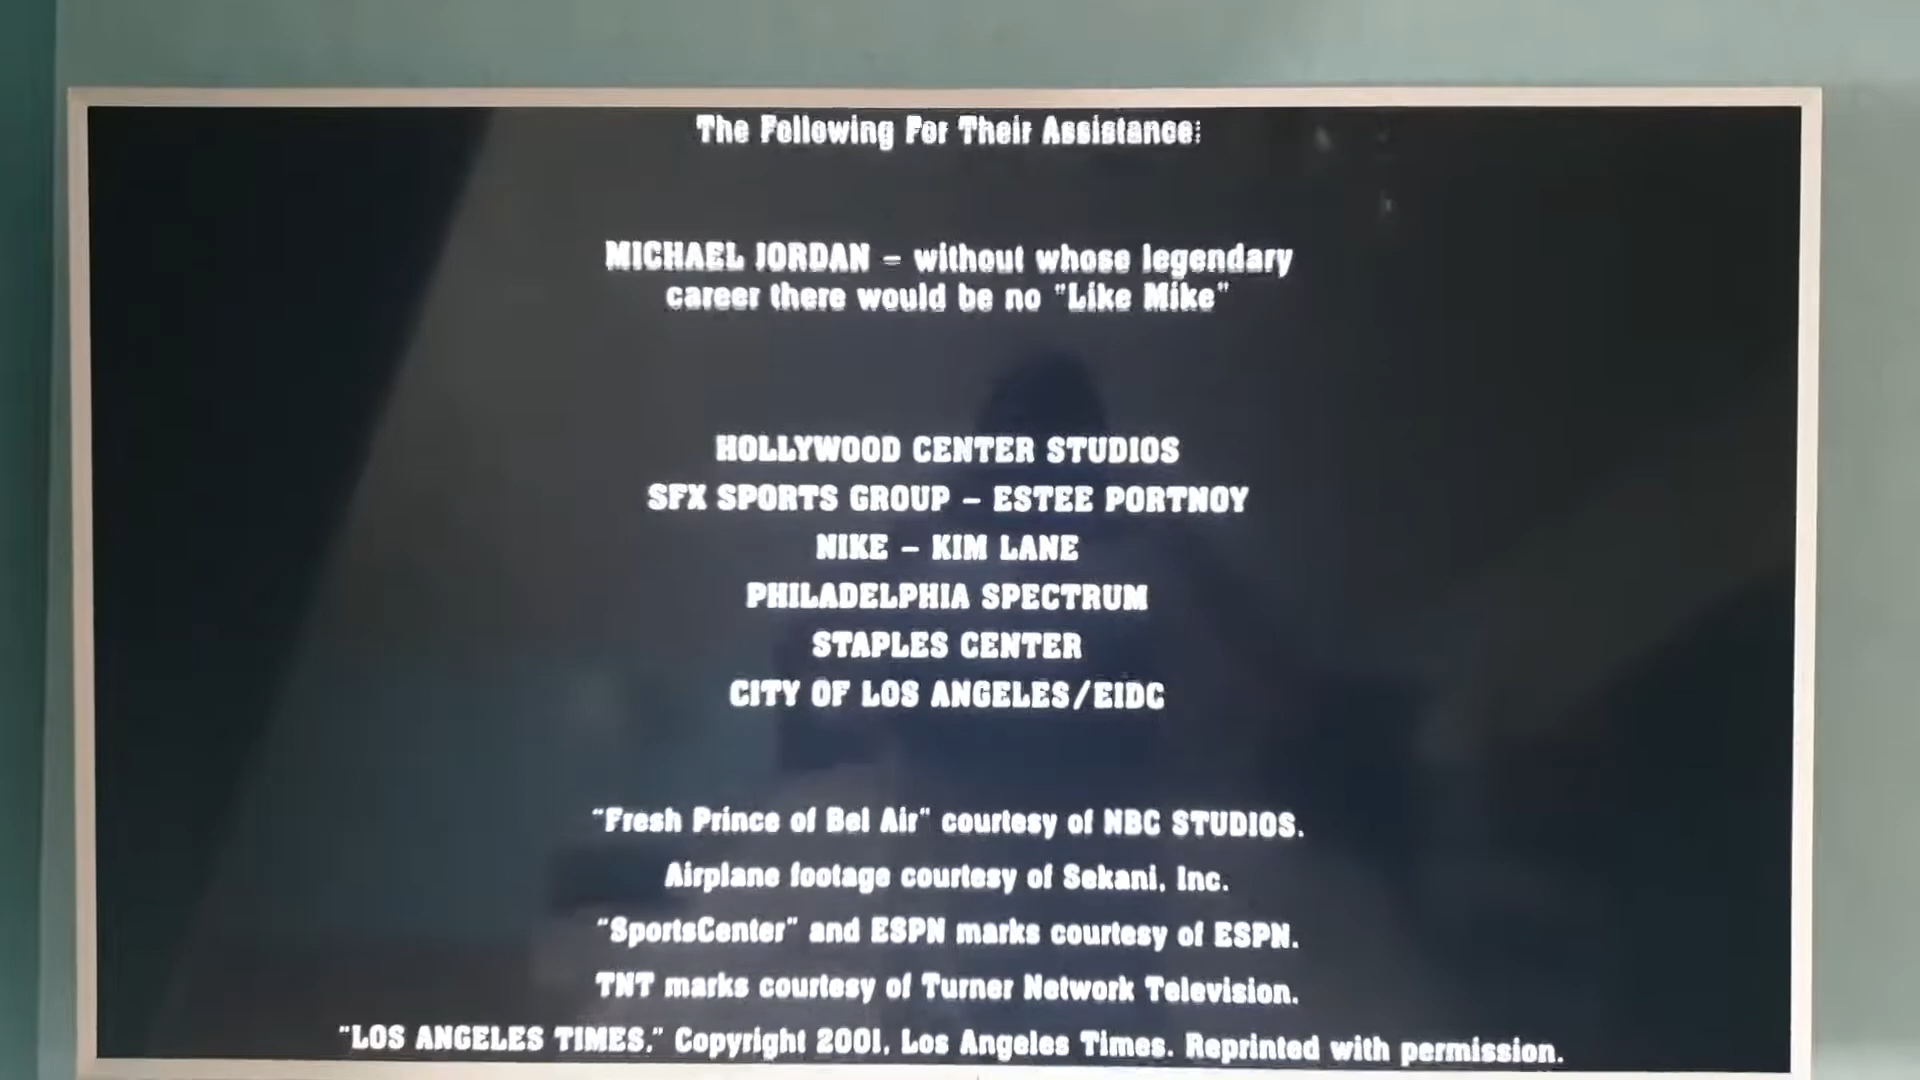 The Following For Their Assistance:
MICHAEL JORDAN – without whose legendary
career there would be no "Like Mike"
HOLLYWOOD CENTER STUDIOS
SFX SPORTS GROUP – ESTEE PORTNOY
NIKE – KIM LANE
PHILADELPHIA SPECTRUM
STAPLES CENTER
CITY OF LOS ANGELES/EIDC
"Fresh Prince of Bel Air" courtesy of NBC STUDIOS.
Airplane footage courtesy of Sekani, Inc.
"SportsCenter" and ESPN marks courtesy of ESPN.
TNT marks courtesy of Turner Network Television.
"LOS ANGELES TIMES," Copyright 2001, Los Angeles Times. Reprinted with permission.